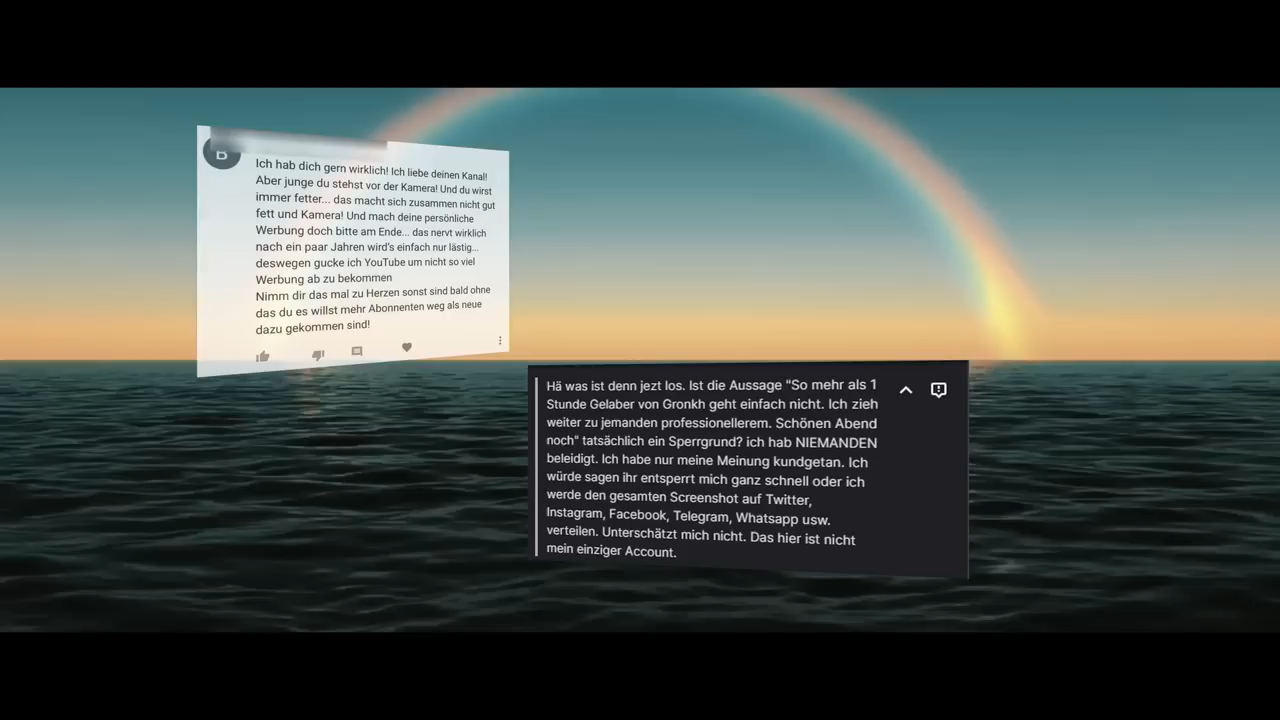 B
Ich hab dich gern wirklich! Ich liebe deinen Kanal!
Aber junge du stehst vor der Kamera! Und du wirst
immer fetter... das macht sich zusammen nicht gut
fett und Kamera! Und mach deine persönliche
Werbung doch bitte am Ende... das nervt wirklich
nach ein paar Jahren wird's einfach nur lästig...
deswegen gucke ich YouTube um nicht so viel
Werbung ab zu bekommen
Nimm dir das mal zu Herzen sonst sind bald ohne
das du es willst mehr Abonnenten weg als neue
dazu gekommen sind!
Hä was ist denn jezt los. Ist die Aussage "So mehr als 1
Stunde Gelaber von Gronkh geht einfach nicht. Ich zieh
weiter zu jemanden professionellerem. Schönen Abend
noch" tatsächlich ein Sperrgrund? ich hab NIEMANDEN
beleidigt. Ich habe nur meine Meinung kundgetan. Ich
würde sagen ihr entsperrt mich ganz schnell oder ich
werde den gesamten Screenshot auf Twitter,
Instagram, Facebook, Telegram, Whatsapp usw.
verteilen. Unterschätzt mich nicht. Das hier ist nicht
mein einziger Account.